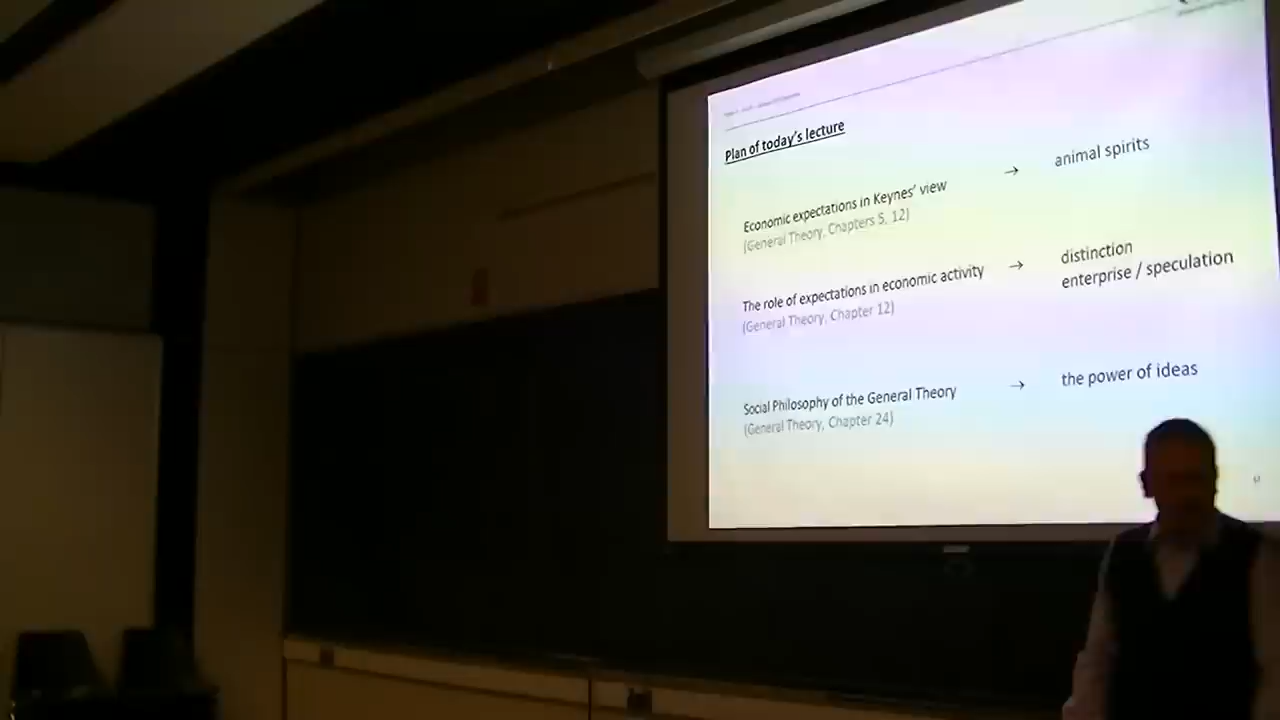 Plan of today's lecture
Economic expectations in Keynes' view → animal spirits
(General Theory, Chapters 5, 12)
The role of expectations in economic activity → distinction
enterprise / speculation
(General Theory, Chapter 12)
Social Philosophy of the General Theory → the power of ideas
(General Theory, Chapter 24)